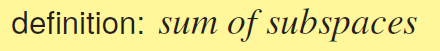 definition: sum of subspaces